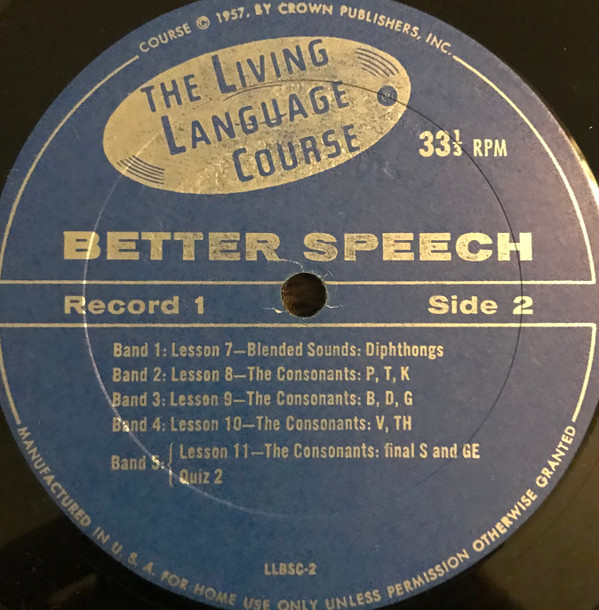 COURSE © 1957, BY CROWN PUBLISHERS, INC.
THE LIVING
LANGUAGE
COURSE
33⅓ RPM
BETTER SPEECH
Record 1 Side 2
Band 1: Lesson 7—Blended Sounds: Diphthongs
Band 2: Lesson 8—The Consonants: P, T, K
Band 3: Lesson 9—The Consonants: B, D, G
Band 4: Lesson 10—The Consonants: V, TH
Band 5: { Lesson 11—The Consonants: final S and GE
Quiz 2
LLBSC-2
MANUFACTURED IN U. S. A. FOR HOME USE ONLY UNLESS PERMISSION OTHERWISE GRANTED